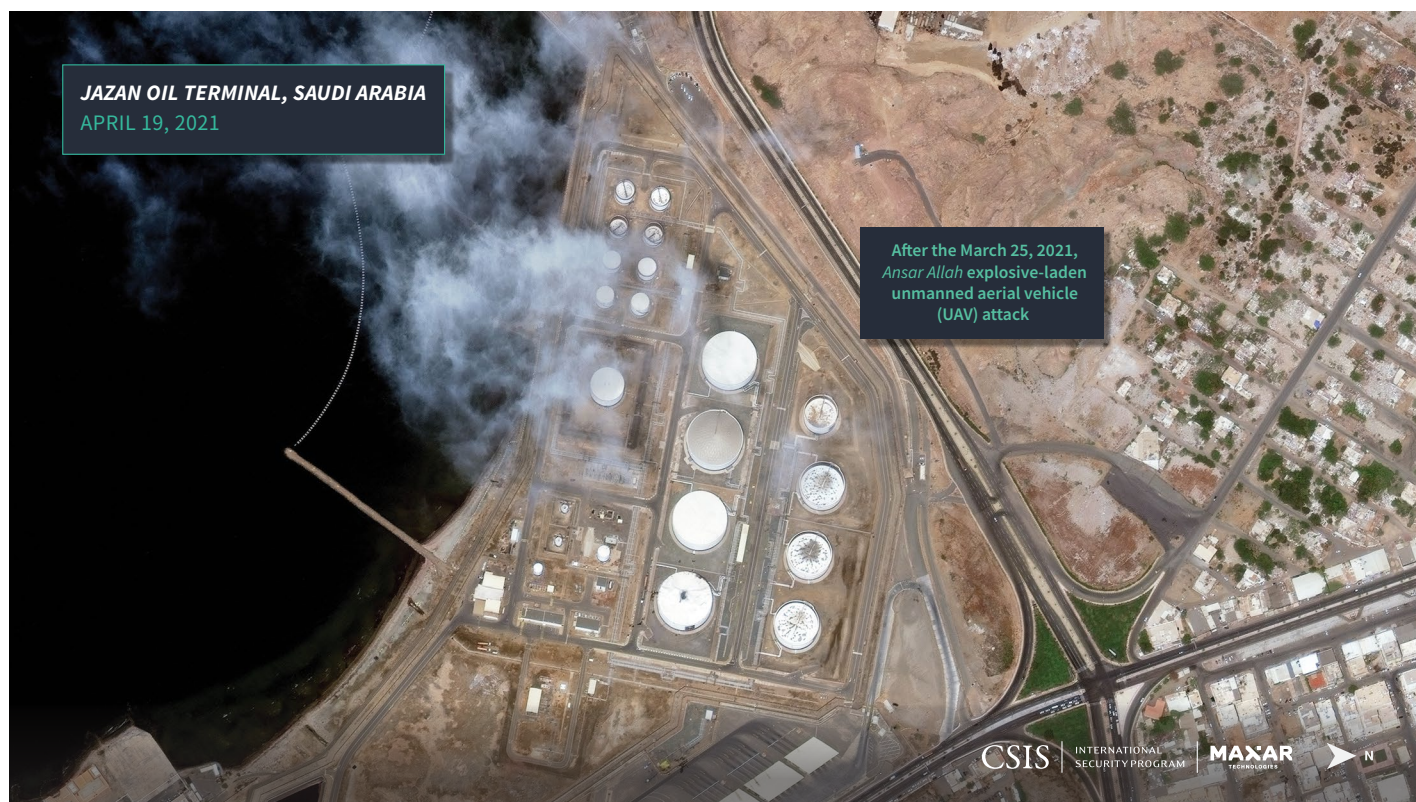 JAZAN OIL TERMINAL, SAUDI ARABIA
APRIL 19, 2021
After the March 25, 2021,
Ansar Allah explosive-laden
unmanned aerial vehicle
(UAV) attack
CSIS
INTERNATIONAL
SECURITY PROGRAM
MAXAR
TECHNOLOGIES
N